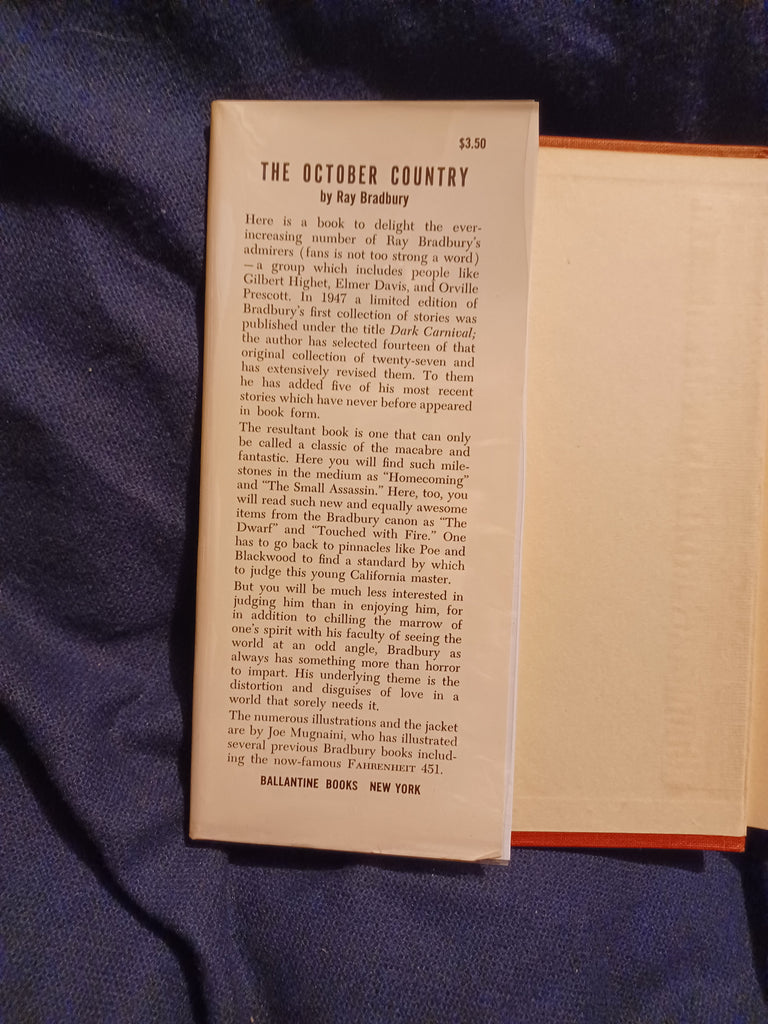 $3.50
THE OCTOBER COUNTRY
by Ray Bradbury
Here is a book to delight the ever-
increasing number of Ray Bradbury's
admirers (fans is not too strong a word)
—a group which includes people like
Gilbert Highet, Elmer Davis, and Orville
Prescott. In 1947 a limited edition of
Bradbury's first collection of stories was
published under the title Dark Carnival;
the author has selected fourteen of that
original collection of twenty-seven and
has extensively revised them. To them
he has added five of his most recent
stories which have never before appeared
in book form.
The resultant book is one that can only
be called a classic of the macabre and
fantastic. Here you will find such mile-
stones in the medium as “Homecoming”
and “The Small Assassin.” Here, too, you
will read such new and equally awesome
items from the Bradbury canon as “The
Dwarf” and “Touched with Fire.” One
has to go back to pinnacles like Poe and
Blackwood to find a standard by which
to judge this young California master.
But you will be much less interested in
judging him than in enjoying him, for
in addition to chilling the marrow of
one's spirit with his faculty of seeing the
world at an odd angle, Bradbury as
always has something more than horror
to impart. His underlying theme is the
distortion and disguises of love in a
world that sorely needs it.
The numerous illustrations and the jacket
are by Joe Mugnaini, who has illustrated
several previous Bradbury books includ-
ing the now-famous FAHRENHEIT 451.
BALLANTINE BOOKS NEW YORK